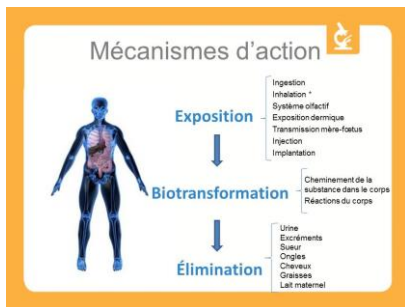 Mécanismes d'action
Exposition
Ingestion
Inhalation *
Système olfactif
Exposition dermique
Transmission mère-fœtus
Injection
Implantation
Biotransformation
Cheminement de la
substance dans le corps
Réactions du corps
Élimination
Urine
Excréments
Sueur
Ongles
Cheveux
Graisses
Lait maternel